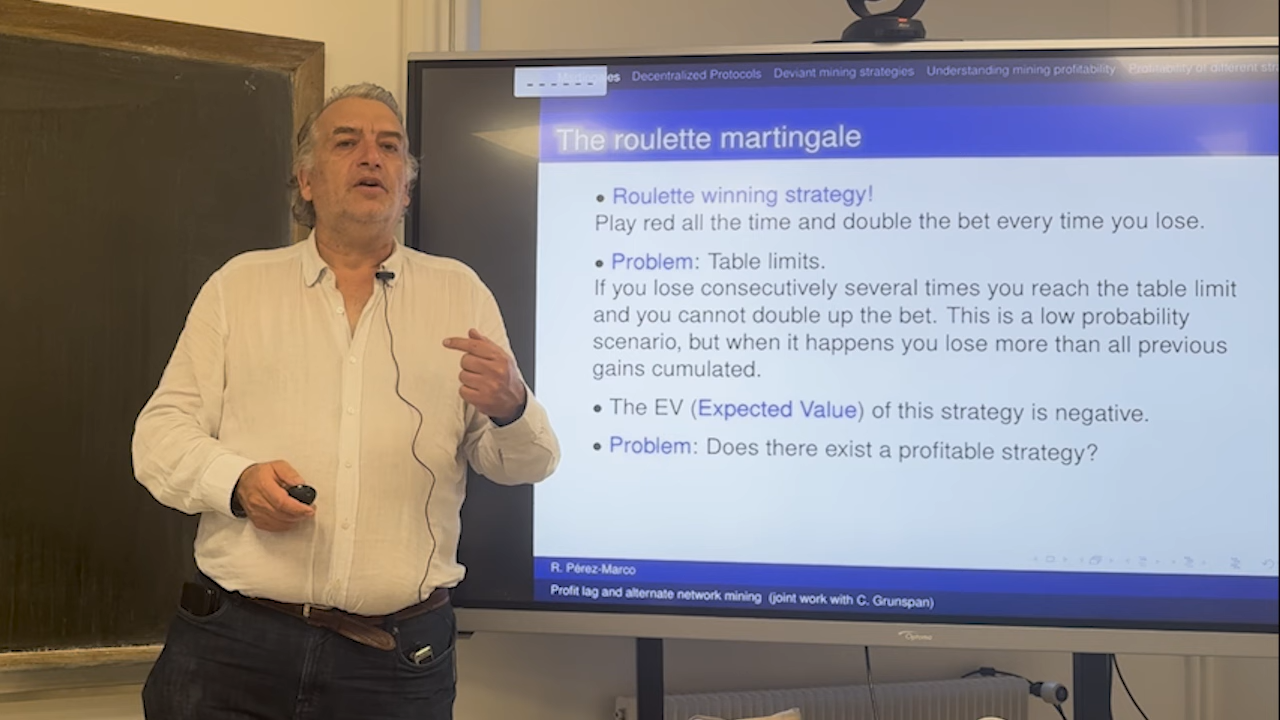 Decentralized Protocols Deviant mining strategies Understanding mining profitability Profitability of different
The roulette martingale
• Roulette winning strategy!
Play red all the time and double the bet every time you lose.
• Problem: Table limits.
If you lose consecutively several times you reach the table limit
and you cannot double up the bet. This is a low probability
scenario, but when it happens you lose more than all previous
gains cumulated.
• The EV (Expected Value) of this strategy is negative.
• Problem: Does there exist a profitable strategy?
R. Pérez-Marco
Profit lag and alternate network mining (joint work with C. Grunspan)
Optoma